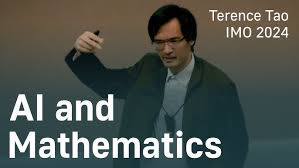 Terence Tao
IMO 2024
AI and
Mathematics